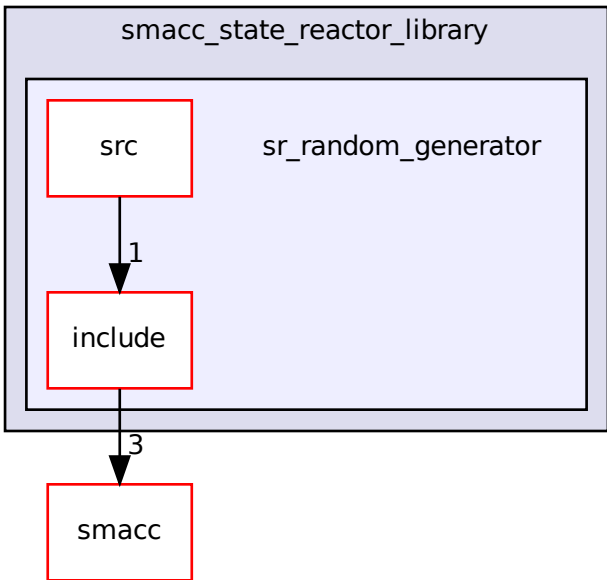 smacc_state_reactor_library
src
sr_random_generator
1
include
3
smacc